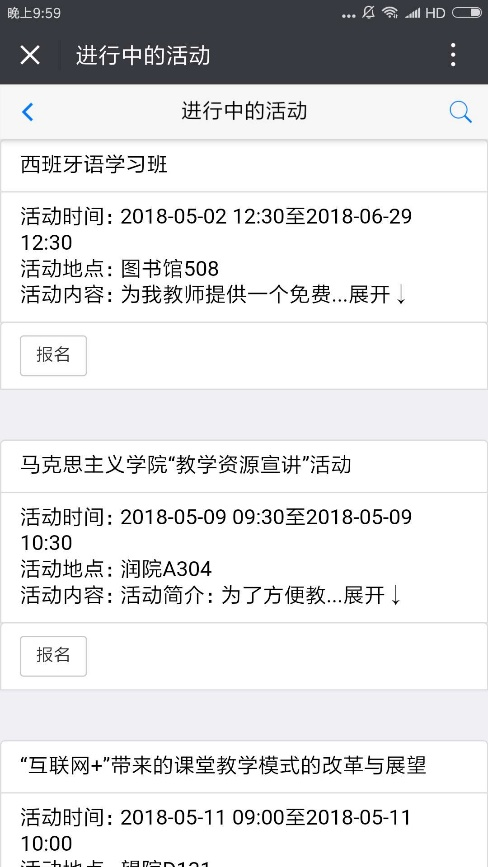 晚上9:59
HD
进行中的活动
进行中的活动
西班牙语学习班
活动时间：2018-05-02 12:30至2018-06-29
12:30
活动地点：图书馆508
活动内容：为我教师提供一个免费...展开↓
报名
马克思主义学院“教学资源宣讲”活动
活动时间：2018-05-09 09:30至2018-05-09
10:30
活动地点：润院A304
活动内容：活动简介：为了方便教...展开↓
报名
“互联网+”带来的课堂教学模式的改革与展望
活动时间：2018-05-11 09:00至2018-05-11
10:00